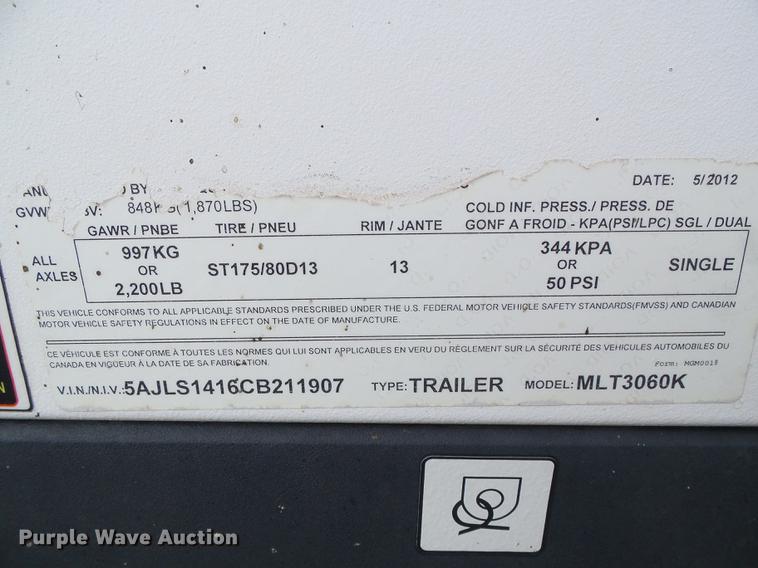 DATE: 5/2012
848KG(1,870LBS)
GAWR / PNBE TIRE / PNEU RIM / JANTE COLD INF. PRESS./ PRESS. DE
GONF A FROID - KPA(PSI/LPC) SGL / DUAL
ALL AXLES
997KG OR 2,200LB
ST175/80D13
13
344 KPA OR 50 PSI
SINGLE
THIS VEHICLE CONFORMS TO ALL APPLICABLE STANDARDS PRESCRIBED UNDER THE U.S. FEDERAL MOTOR VEHICLE SAFETY STANDARDS(FMVSS) AND CANADIAN
MOTOR VEHICLE SAFETY REGULATIONS IN EFFECT ON THE DATE OF MANUFACTURE.
CE VÉHICULE EST CONFORME À TOUTES LES NORMES QUI LUI SONT APPLICABLES EN VERU DU RÈGLEMENT SUR LA SÉCURITÉ DES VEHICULES AUTOMOBILES DU
CANADA EN VIGUEUR À LA DATE DE SA FABRICATION. FORM: MGM0018
V.I.N./N.I.V.:5AJLS1416CB211907 TYPE: TRAILER MODEL: MLT3060K
Purple Wave Auction